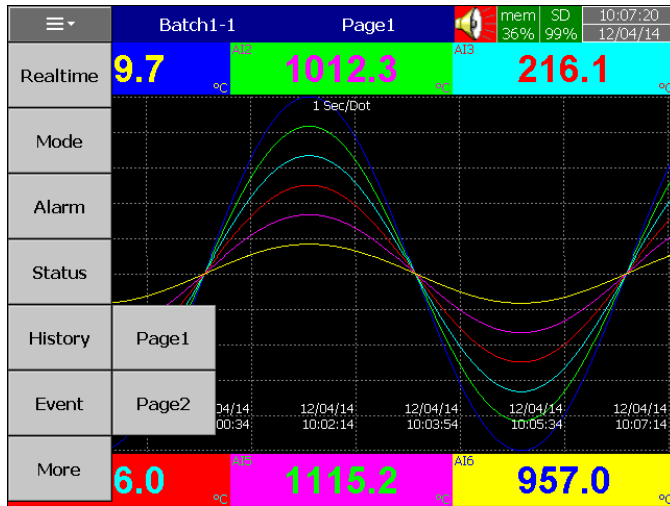 Batch1-1 Page1 mem SD 10:07:20
36% 99% 12/04/14
Realtime 9.7 °C AI2 1012.3 °C AI3 216.1 °C
1 Sec/Dot
Mode
Alarm
Status
History Page1
Event Page2
04/14 12/04/14 12/04/14 12/04/14 12/04/14
00:34 10:02:14 10:03:54 10:05:34 10:07:14
More 6.0 °C AI5 1115.2 °C AI6 957.0 °C